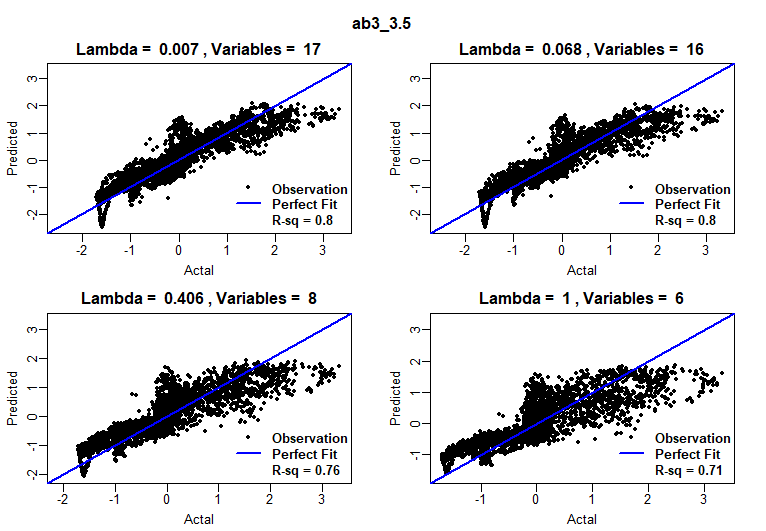 ab3_3.5
Lambda = 0.007 , Variables = 17
Predicted
3
2
1
0
-1
-2
Observation
Perfect Fit
R-sq = 0.8
-2 -1 0 1 2 3
Actal
Lambda = 0.068 , Variables = 16
Predicted
3
2
1
0
-1
-2
Observation
Perfect Fit
R-sq = 0.8
-2 -1 0 1 2 3
Actal
Lambda = 0.406 , Variables = 8
Predicted
3
2
1
0
-1
-2
Observation
Perfect Fit
R-sq = 0.76
-2 -1 0 1 2 3
Actal
Lambda = 1 , Variables = 6
Predicted
3
2
1
0
-1
Observation
Perfect Fit
R-sq = 0.71
-1 0 1 2 3
Actal